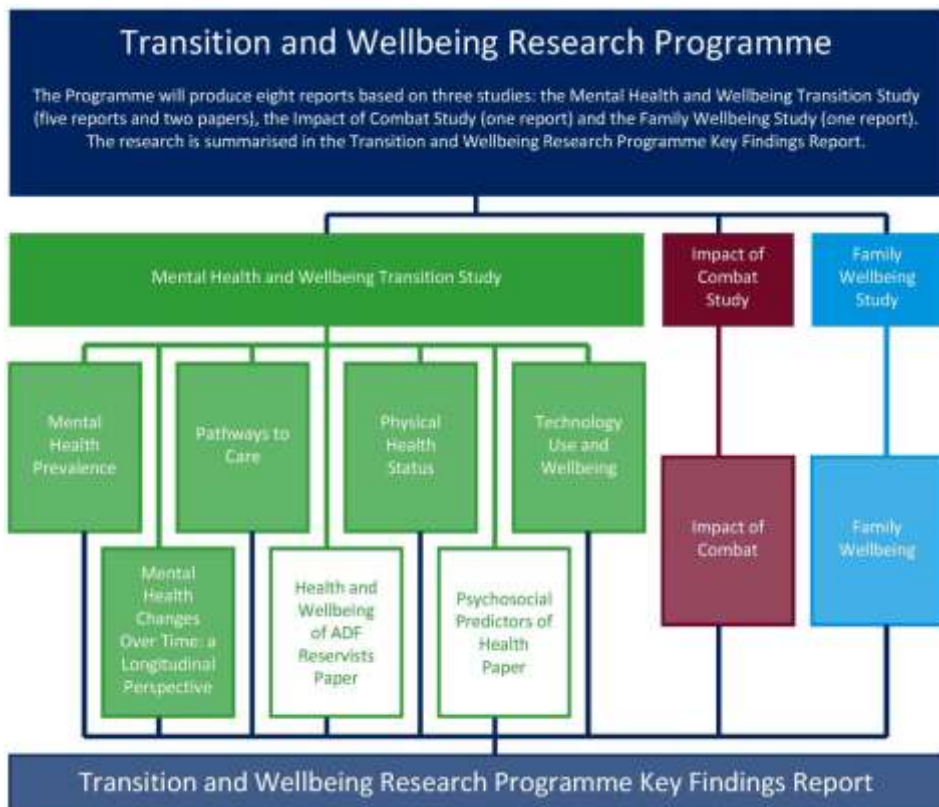 Transition and Wellbeing Research Programme
The Programme will produce eight reports based on three studies: the Mental Health and Wellbeing Transition Study
(five reports and two papers), the Impact of Combat Study (one report) and the Family Wellbeing Study (one report).
The research is summarised in the Transition and Wellbeing Research Programme Key Findings Report.
Mental Health and Wellbeing Transition Study
Impact of
Combat
Study
Family
Wellbeing
Study
Mental
Health
Prevalence
Pathways to
Care
Physical
Health
Status
Technology
Use and
Wellbeing
Impact of
Combat
Family
Wellbeing
Mental
Health
Changes
Over Time: a
Longitudinal
Perspective
Health and
Wellbeing
of ADF
Reservists
Paper
Psychosocial
Predictors of
Health
Paper
Transition and Wellbeing Research Programme Key Findings Report